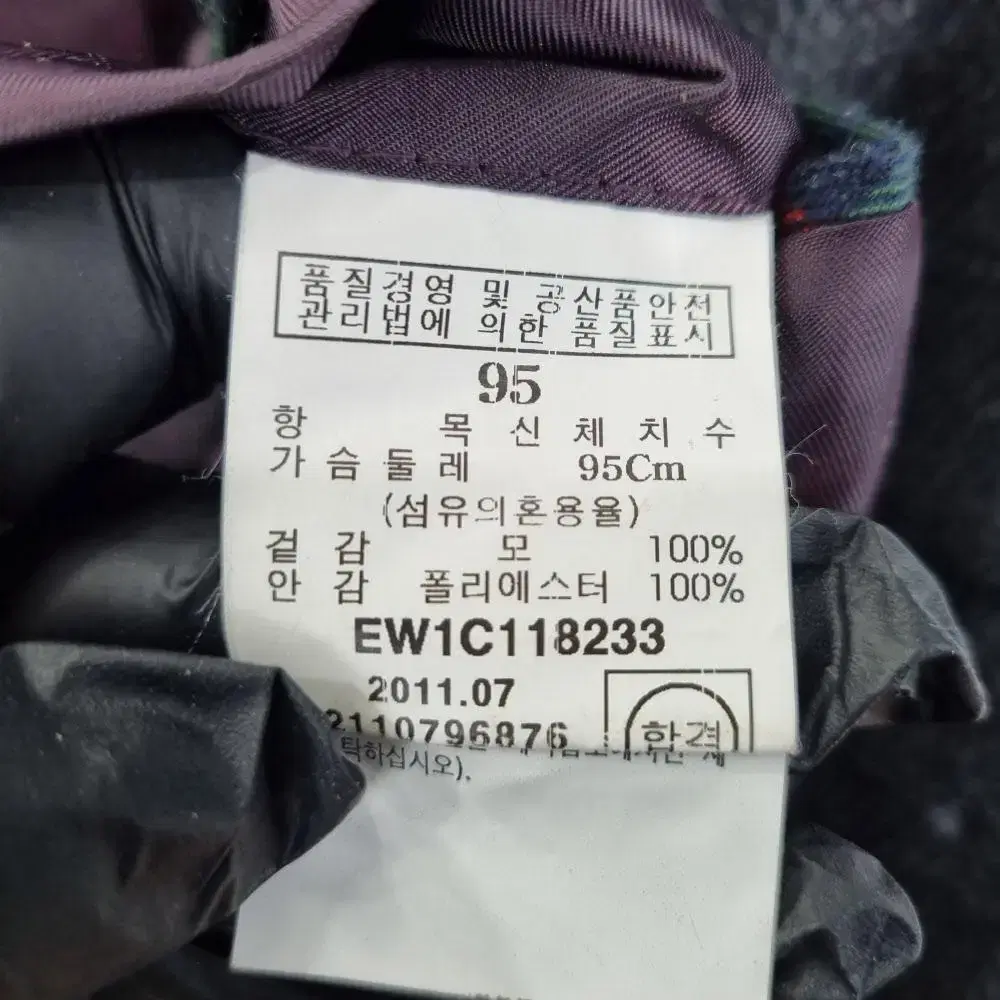 품질경영 및 공산품안전
관리법에 의한 품질표시
95
항 목 신 체 치 수
가 슴 둘 레 95Cm
(섬유의혼용율)
겉 감 모 100%
안 감 폴리에스터 100%
EW1C118233
2011.07
2110796876 합격
탁하십시오).